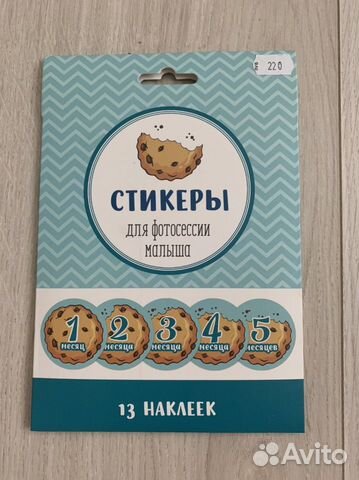 220
СТИКЕРЫ
для фотосессии
малыша
1 2 3 4 5
месяц месяца месяца месяца месяцев
13 НАКЛЕЕК
Avito